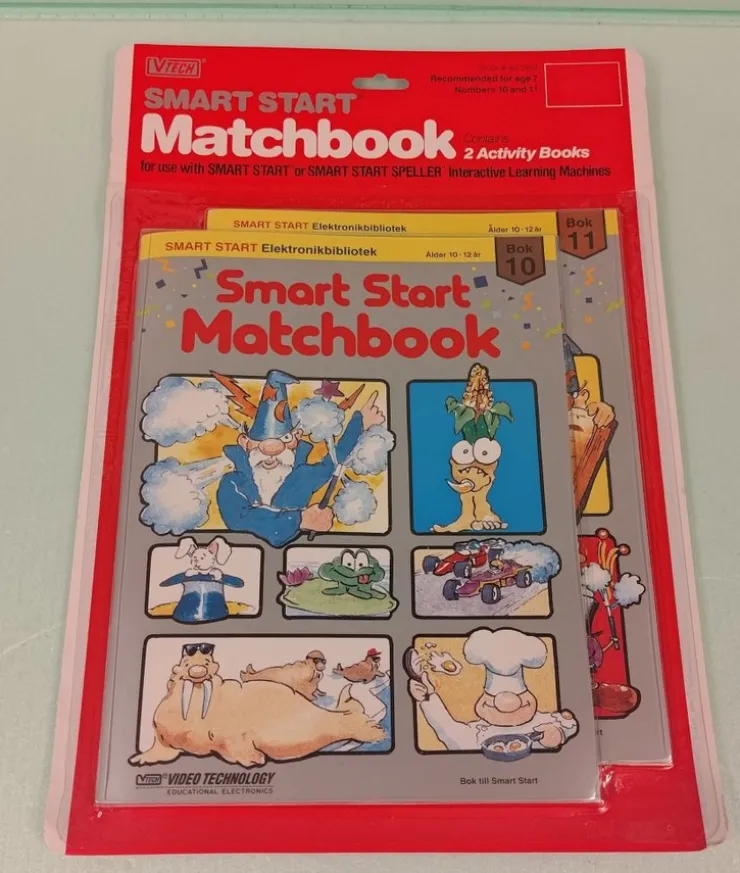 VTECH
Recommended for age 7
Numbers 10 and 11
SMART START
Matchbook
Contains
2 Activity Books
for use with SMART START or SMART START SPELLER Interactive Learning Machines
SMART START Elektronikbibliotek
Ålder 10-12 år
Bok
11
SMART START Elektronikbibliotek
Ålder 10-12 år
Bok
10
Smart Start
Matchbook
VTECH VIDEO TECHNOLOGY
EDUCATIONAL ELECTRONICS
Bok till Smart Start